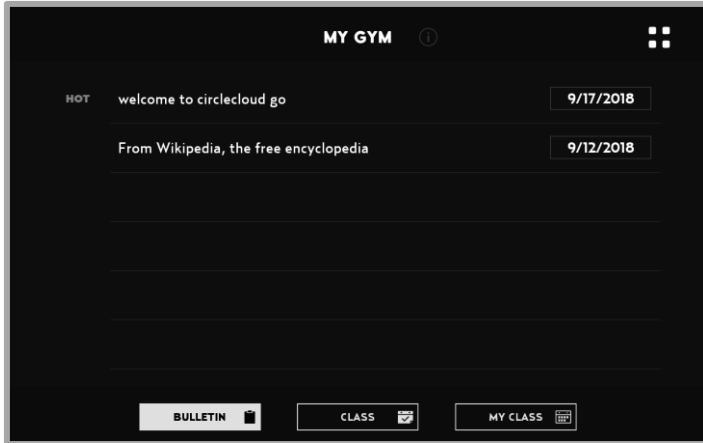 MY GYM
HOT welcome to circlecloud go 9/17/2018
From Wikipedia, the free encyclopedia 9/12/2018
BULLETIN CLASS MY CLASS